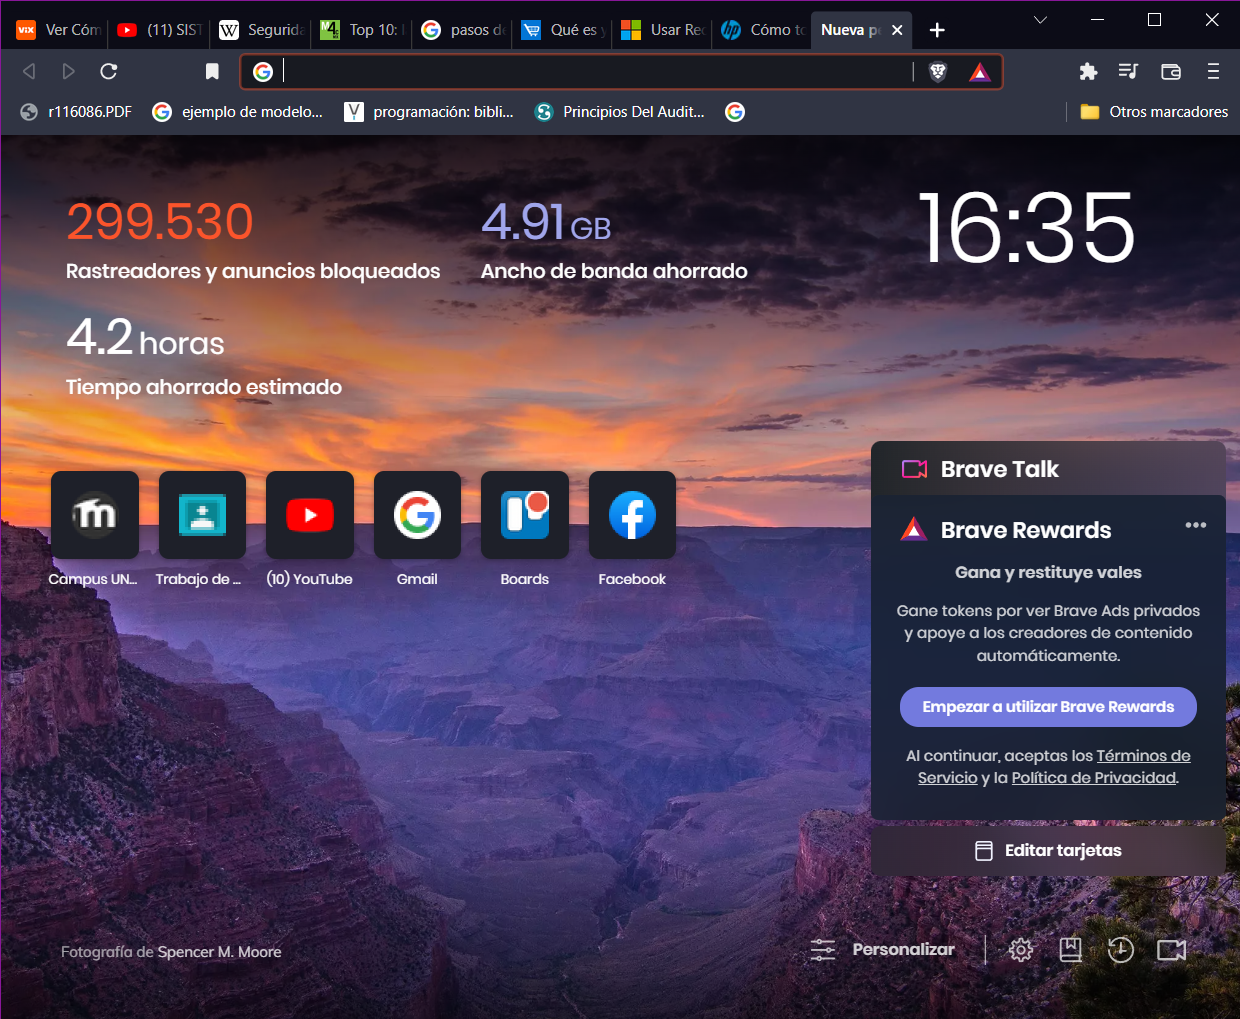 Ver Cóm
(11) SIST
Segurida
Top 10:
pasos de
Qué es y
Usar Rec
Cómo to
Nueva pe
r116086.PDF
ejemplo de modelo...
programación: bibli...
Principios Del Audit...
Otros marcadores
299.530
Rastreadores y anuncios bloqueados
4.91 GB
Ancho de banda ahorrado
16:35
4.2 horas
Tiempo ahorrado estimado
Campus UN...
Trabajo de ...
(10) YouTube
Gmail
Boards
Facebook
Brave Talk
Brave Rewards
Gana y restituye vales
Gane tokens por ver Brave Ads privados
y apoye a los creadores de contenido
automáticamente.
Empezar a utilizar Brave Rewards
Al continuar, aceptas los Términos de
Servicio y la Política de Privacidad.
Editar tarjetas
Fotografía de Spencer M. Moore
Personalizar